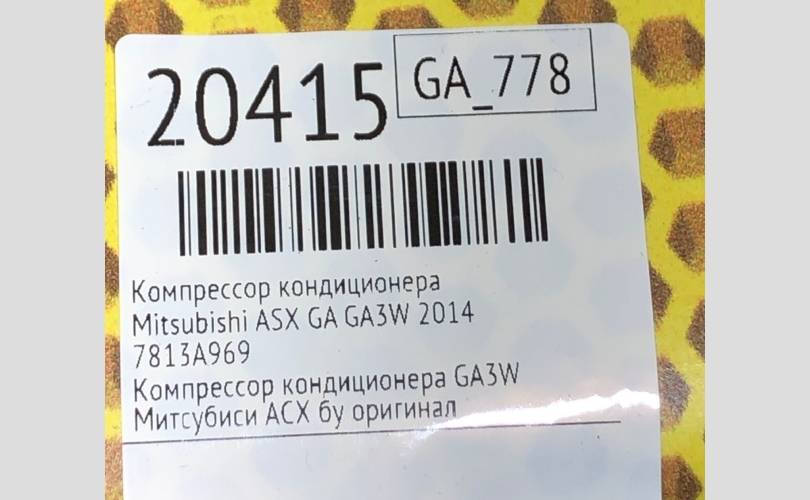 20415
GA_778
Компрессор кондиционера
Mitsubishi ASX GA GA3W 2014
7813A969
Компрессор кондиционера GA3W
Митсубиси АСХ бу оригинал